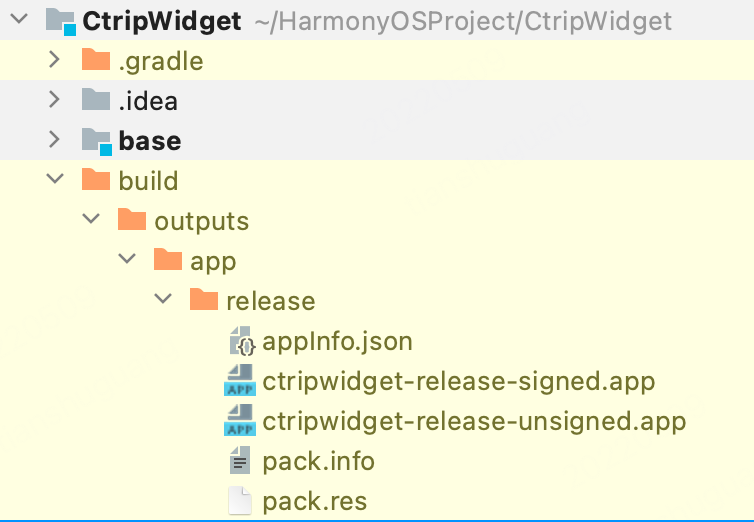 CtripWidget ~/HarmonyOSProject/CtripWidget
.gradle
.idea
base
build
outputs
app
release
{} appInfo.json
APP ctripwidget-release-signed.app
APP ctripwidget-release-unsigned.app
pack.info
pack.res